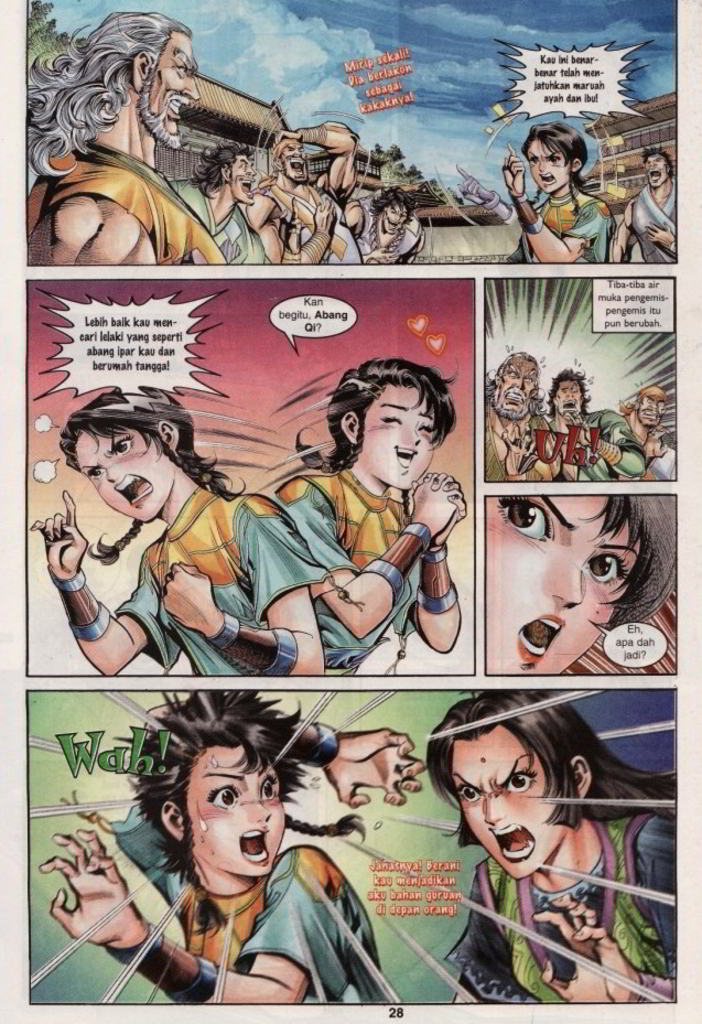 Mirip sekali!
Dia berlakon
sebagai
kakaknya!
Kau ini benar-
benar telah men-
jatuhkan maruah
ayah dan ibu!
Lebih baik kau men-
cari lelaki yang seperti
abang ipar kau dan
berumah tangga!
Kan
begitu, Abang
Qi?
Tiba-tiba air
muka pengemis-
pengemis itu
pun berubah.
Uh!
Eh,
apa dah
jadi?
Wah!
Jahatnya! Berani
kau menjadikan
aku bahan gurauan
di depan orang!
28